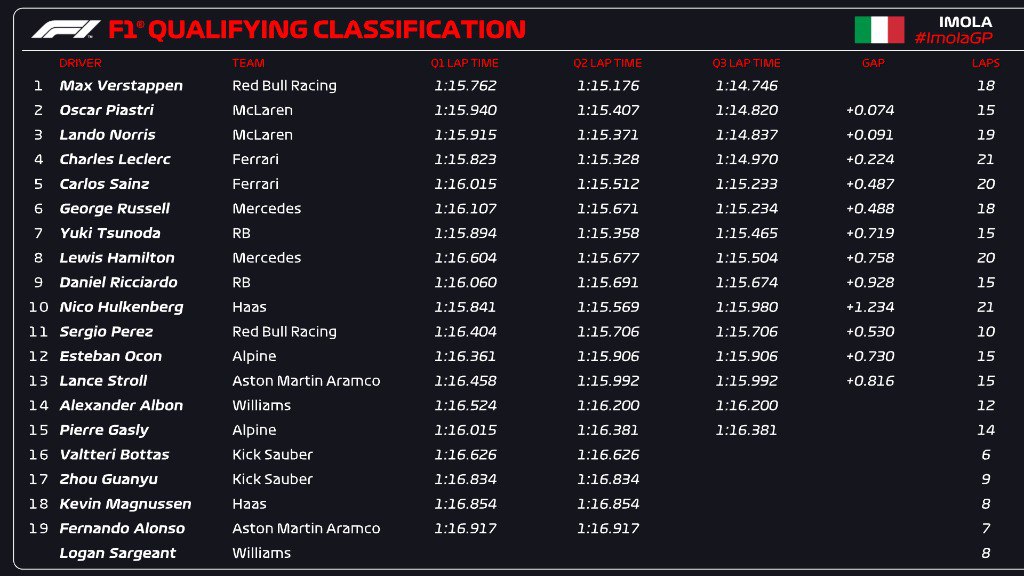 F1 F1® QUALIFYING CLASSIFICATION IMOLA
#ImolaGP
DRIVER TEAM Q1 LAP TIME Q2 LAP TIME Q3 LAP TIME GAP LAPS
1 Max Verstappen Red Bull Racing 1:15.762 1:15.176 1:14.746 18
2 Oscar Piastri McLaren 1:15.940 1:15.407 1:14.820 +0.074 15
3 Lando Norris McLaren 1:15.915 1:15.371 1:14.837 +0.091 19
4 Charles Leclerc Ferrari 1:15.823 1:15.328 1:14.970 +0.224 21
5 Carlos Sainz Ferrari 1:16.015 1:15.512 1:15.233 +0.487 20
6 George Russell Mercedes 1:16.107 1:15.671 1:15.234 +0.488 18
7 Yuki Tsunoda RB 1:15.894 1:15.358 1:15.465 +0.719 15
8 Lewis Hamilton Mercedes 1:16.604 1:15.677 1:15.504 +0.758 20
9 Daniel Ricciardo RB 1:16.060 1:15.691 1:15.674 +0.928 15
10 Nico Hulkenberg Haas 1:15.841 1:15.569 1:15.980 +1.234 21
11 Sergio Perez Red Bull Racing 1:16.404 1:15.706 1:15.706 +0.530 10
12 Esteban Ocon Alpine 1:16.361 1:15.906 1:15.906 +0.730 15
13 Lance Stroll Aston Martin Aramco 1:16.458 1:15.992 1:15.992 +0.816 15
14 Alexander Albon Williams 1:16.524 1:16.200 1:16.200 12
15 Pierre Gasly Alpine 1:16.015 1:16.381 1:16.381 14
16 Valtteri Bottas Kick Sauber 1:16.626 1:16.626 6
17 Zhou Guanyu Kick Sauber 1:16.834 1:16.834 9
18 Kevin Magnussen Haas 1:16.854 1:16.854 8
19 Fernando Alonso Aston Martin Aramco 1:16.917 1:16.917 7
Logan Sargeant Williams 8